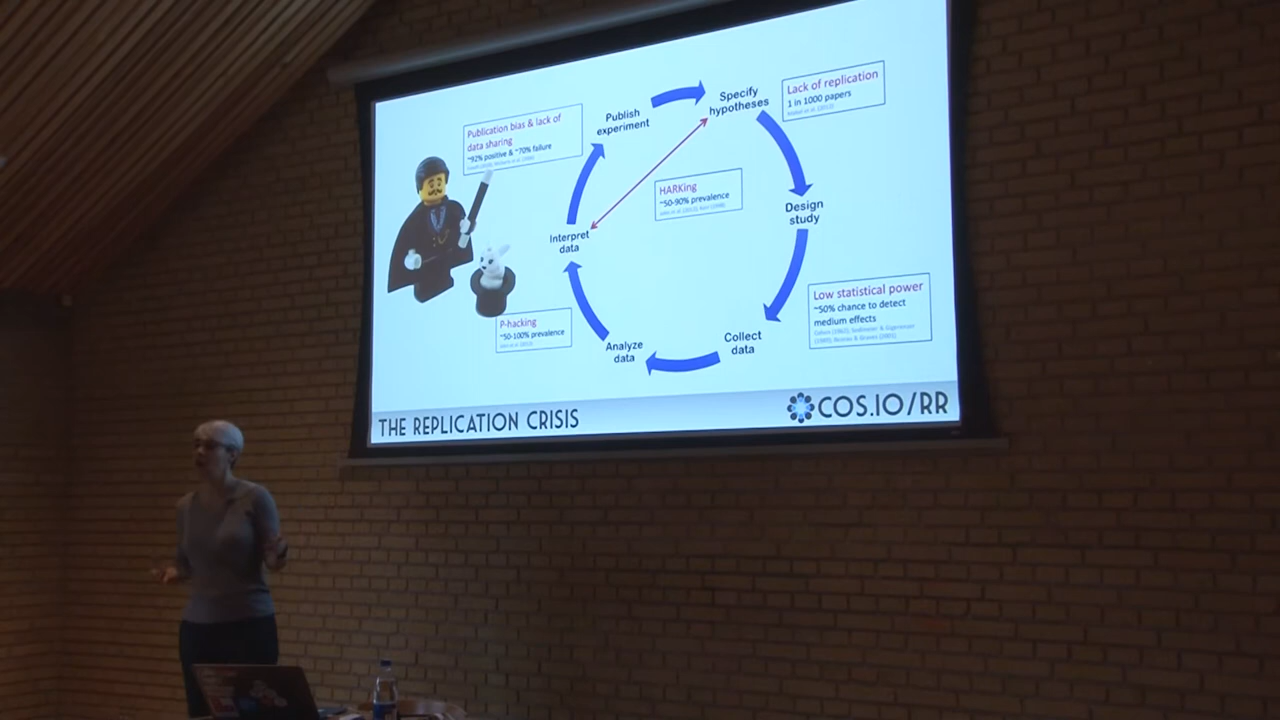 Publish
experiment
Specify
hypotheses
Lack of replication
1 in 1000 papers
Publication bias & lack of
data sharing
~92% positive & ~70% failure
HARKing
~50-90% prevalence
Design
study
Interpret
data
Low statistical power
~50% chance to detect
medium effects
P-hacking
~50-100% prevalence
Analyze
data
Collect
data
THE REPLICATION CRISIS
COS.IO/RR